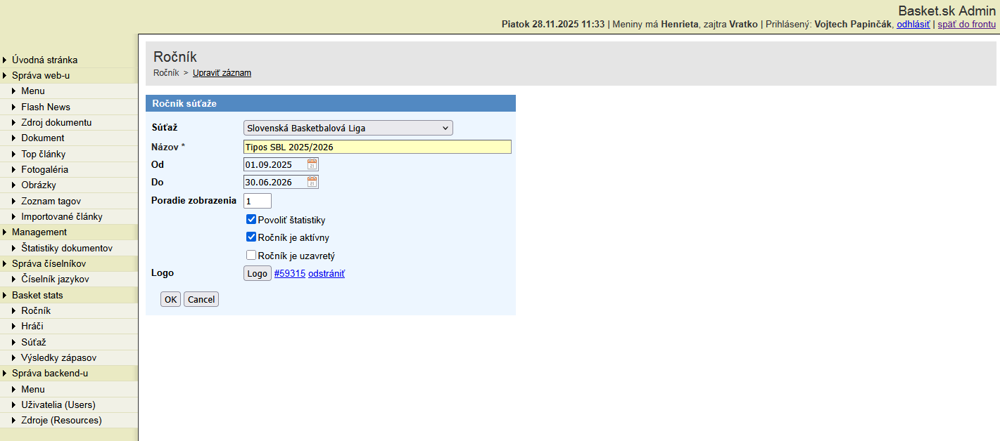 Basket.sk Admin
Piatok 28.11.2025 11:33 | Meniny má Henrieta, zajtra Vratko | Prihlásený: Vojtech Papinčák, odhlásiť | späť do frontu
Úvodná stránka
Správa web-u
Menu
Flash News
Zdroj dokumentu
Dokument
Top články
Fotogaléria
Obrázky
Zoznam tagov
Importované články
Management
Štatistiky dokumentov
Správa číselníkov
Číselník jazykov
Basket stats
Ročník
Hráči
Súťaž
Výsledky zápasov
Správa backend-u
Menu
Uživatelia (Users)
Zdroje (Resources)
Ročník
Ročník > Upraviť záznam
Ročník súťaže
Súťaž Slovenská Basketbalová Liga
Názov * Tipos SBL 2025/2026
Od 01.09.2025
Do 30.06.2026
Poradie zobrazenia 1
Povoliť štatistiky
Ročník je aktívny
Ročník je uzavretý
Logo Logo #59315 odstrániť
OK Cancel